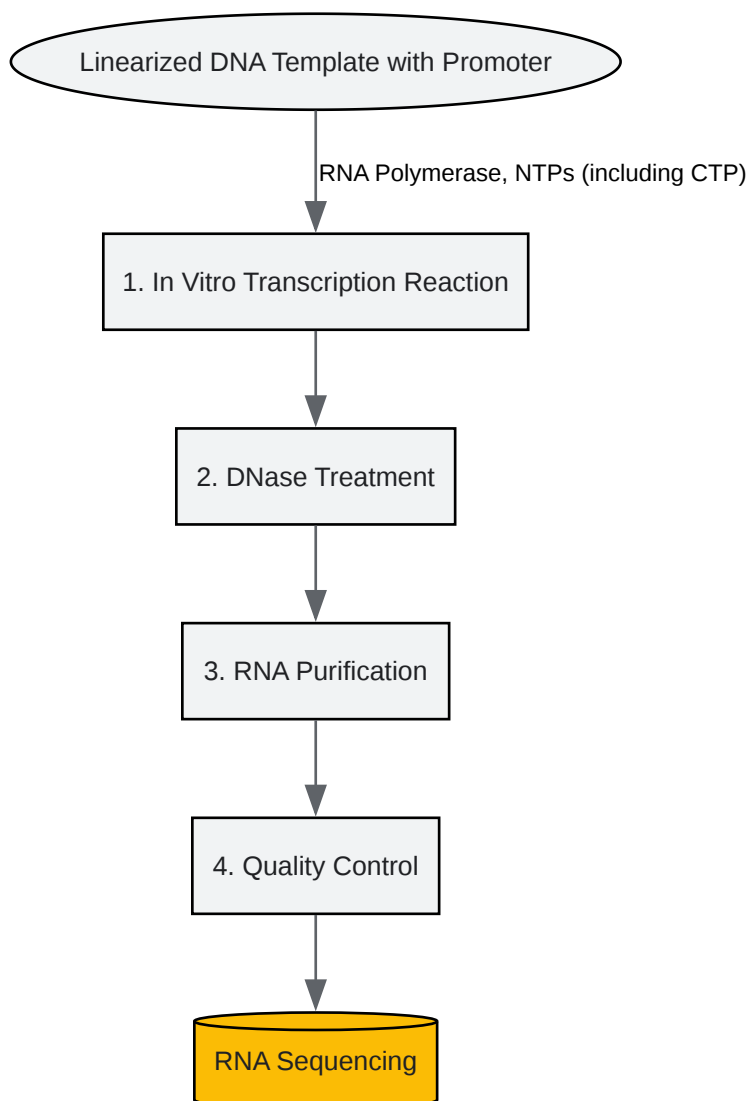 Linearized DNA Template with Promoter
RNA Polymerase, NTPs (including CTP)
1. In Vitro Transcription Reaction
2. DNase Treatment
3. RNA Purification
4. Quality Control
RNA Sequencing